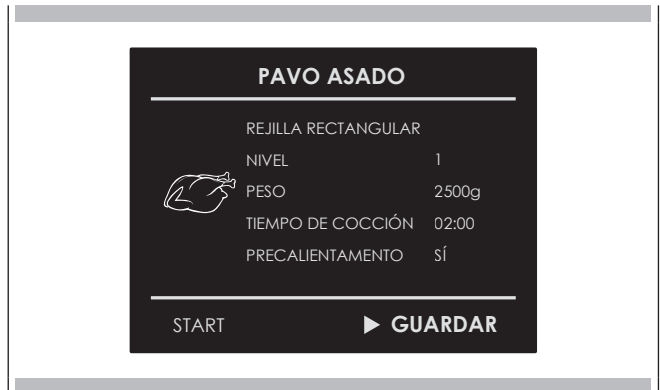 PAVO ASADO
REJILLA RECTANGULAR
NIVEL 1
PESO 2500g
TIEMPO DE COCCIÓN 02:00
PRECALIENTAMENTO SÍ
START ▶ GUARDAR